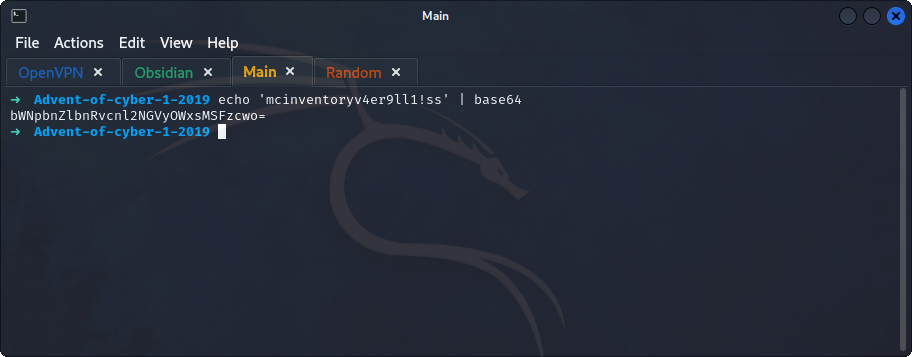 Main
File Actions Edit View Help
OpenVPN × Obsidian × Main × Random ×
→ Advent-of-cyber-1-2019 echo 'mcinventoryv4er9ll1!ss' | base64
bWNpbnZlbnRvcnl2NGVyOWxsMSFzcwo=
→ Advent-of-cyber-1-2019